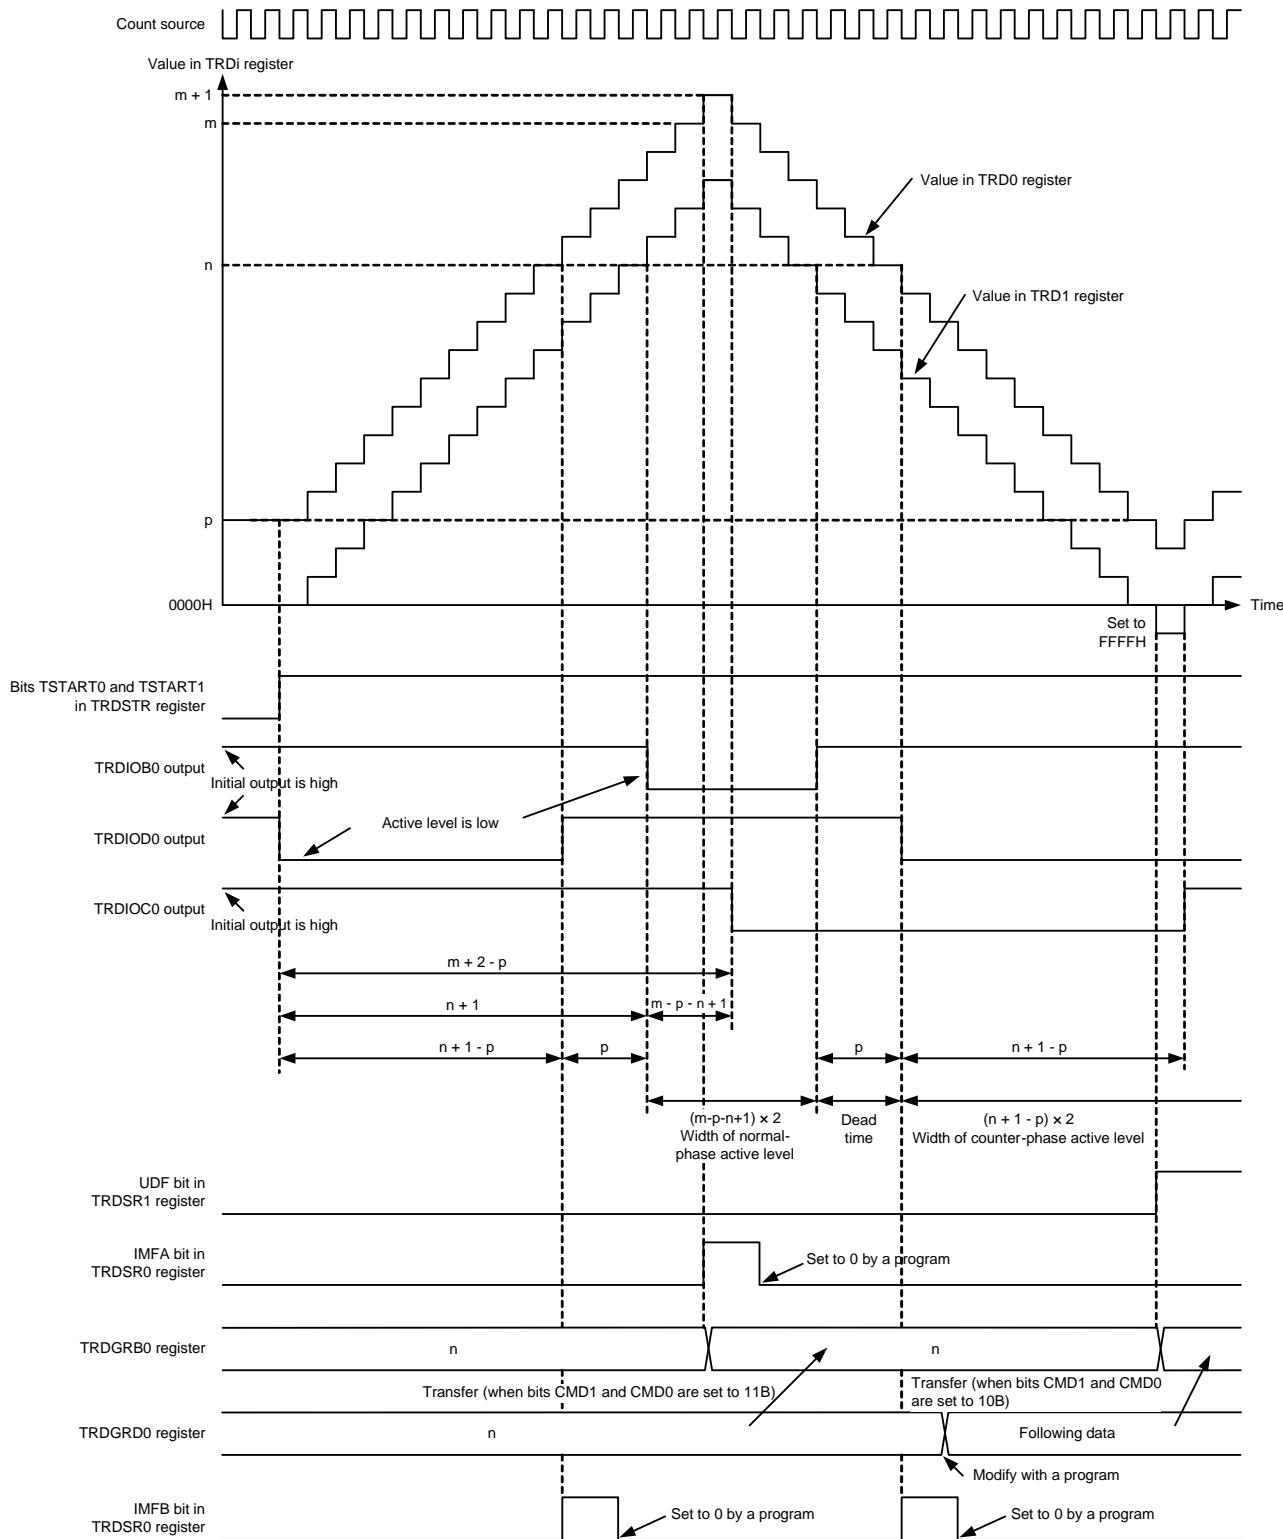 Count source
Value in TRDi register
m + 1
m
Value in TRD0 register
n
Value in TRD1 register
p
0000H
Time
Set to
FFFFH
Bits TSTART0 and TSTART1
in TRDSTR register
TRDIOB0 output
Initial output is high
Active level is low
TRDIOD0 output
TRDIOC0 output
Initial output is high
m + 2 - p
n + 1
m - p - n + 1
n + 1 - p
p
p
n + 1 - p
(m-p-n+1) × 2
Width of normal-
phase active level
Dead
time
(n + 1 - p) × 2
Width of counter-phase active level
UDF bit in
TRDSR1 register
IMFA bit in
TRDSR0 register
Set to 0 by a program
TRDGRB0 register
n
n
Transfer (when bits CMD1 and CMD0 are set to 11B)
Transfer (when bits CMD1 and CMD0
are set to 10B)
TRDGRD0 register
n
Following data
Modify with a program
IMFB bit in
TRDSR0 register
Set to 0 by a program
Set to 0 by a program